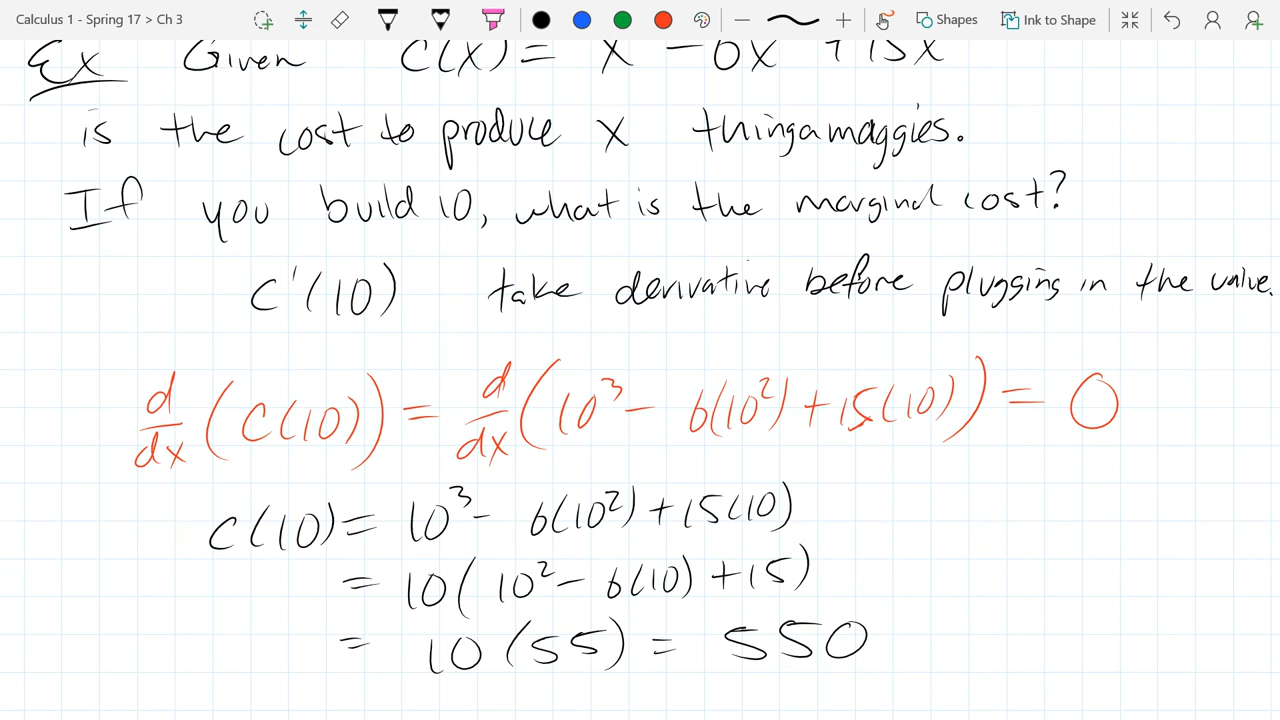 Calculus 1 - Spring 17 > Ch 3 Shapes Ink to Shape
Ex Given C(x) = x - 6x + 15x
is the cost to produce x thingamaggies.
If you build 10, what is the marginal cost?
C'(10) take derivative before plugging in the value.
d/dx (C(10)) = d/dx (10³ - 6(10²) + 15(10)) = 0
C(10) = 10³ - 6(10²) + 15(10)
= 10(10² - 6(10) + 15)
= 10(55) = 550